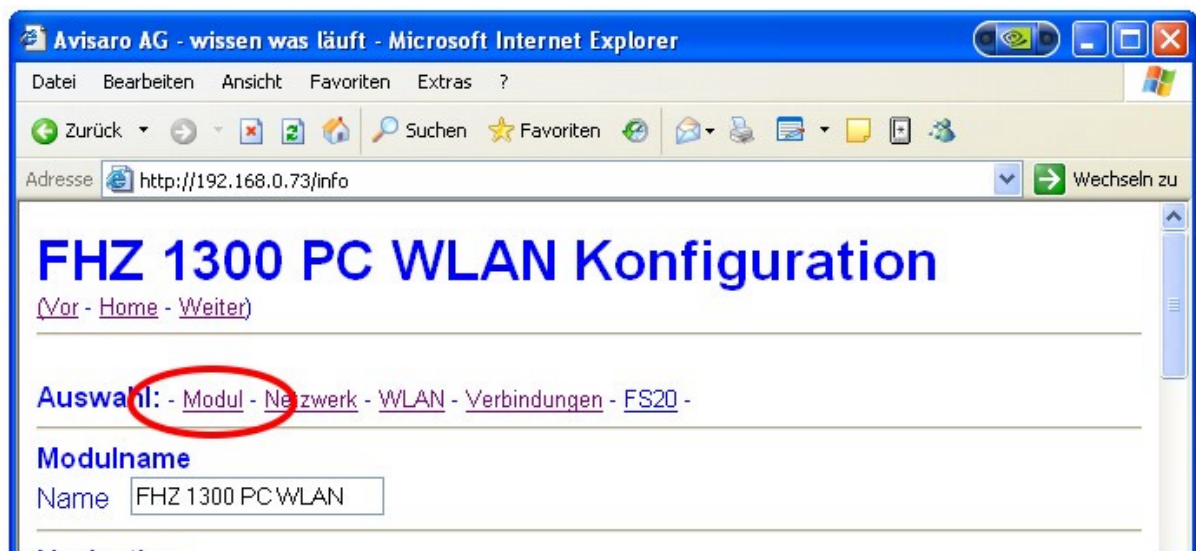 Avisaro AG - wissen was läuft - Microsoft Internet Explorer
Datei Bearbeiten Ansicht Favoriten Extras ?
Zurück Suchen Favoriten
Adresse http://192.168.0.73/info Wechseln zu
FHZ 1300 PC WLAN Konfiguration
(Vor - Home - Weiter)
Auswahl: - Modul - Netzwerk - WLAN - Verbindungen - FS20 -
Modulname
Name FHZ 1300 PC WLAN